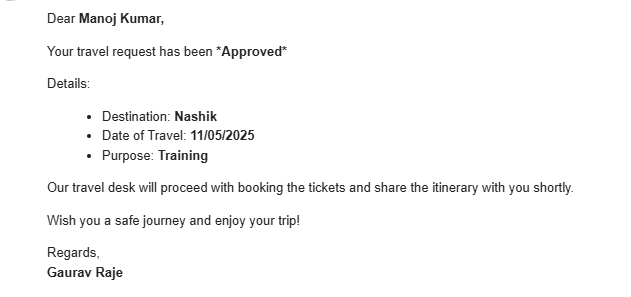 Dear Manoj Kumar,
Your travel request has been *Approved*
Details:
• Destination: Nashik
• Date of Travel: 11/05/2025
• Purpose: Training
Our travel desk will proceed with booking the tickets and share the itinerary with you shortly.
Wish you a safe journey and enjoy your trip!
Regards,
Gaurav Raje